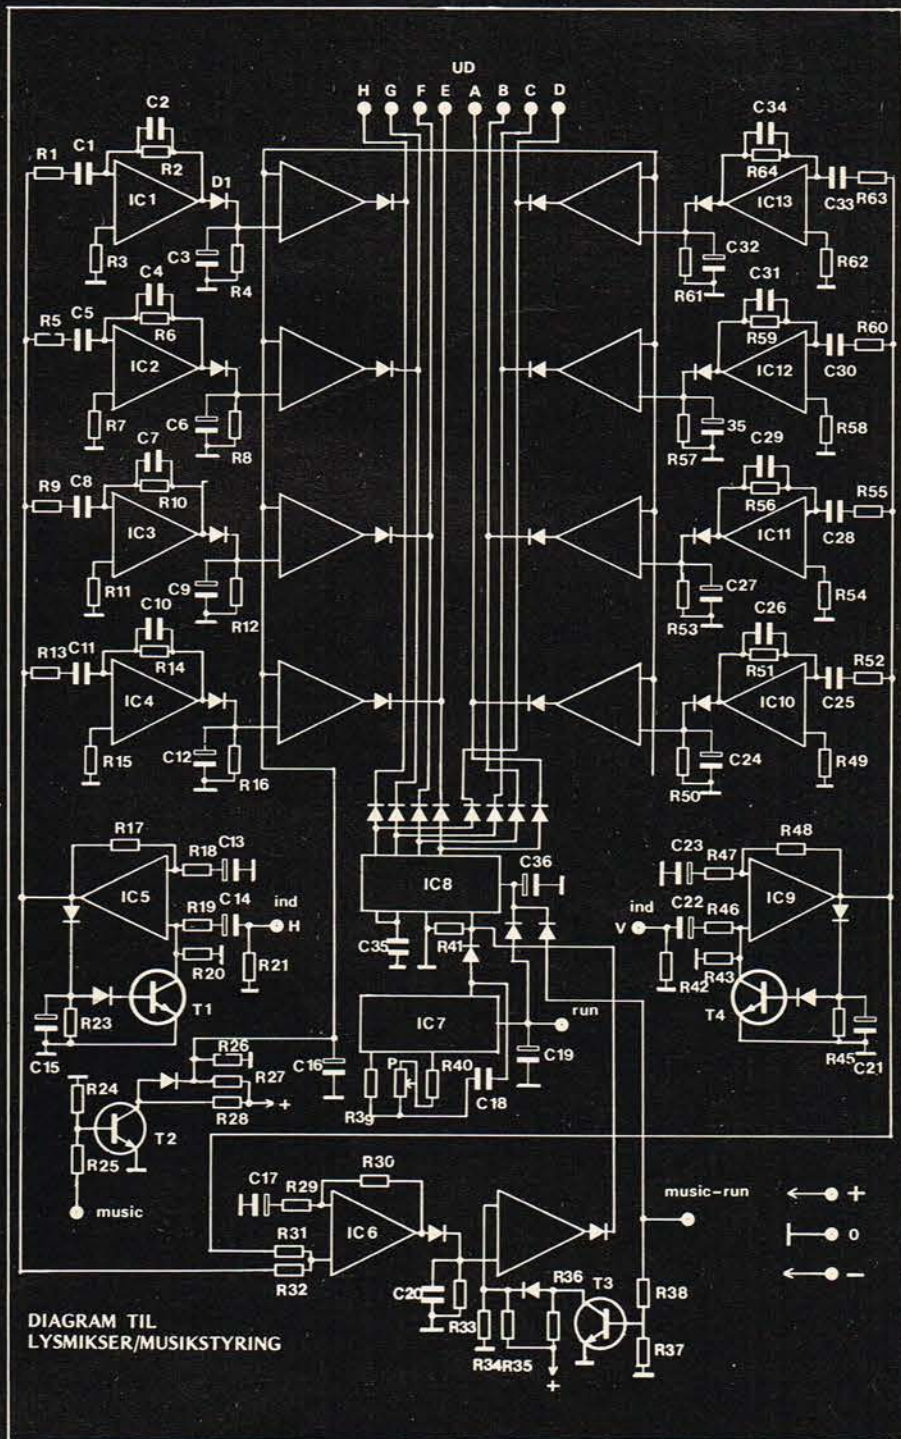 UD
H G F E A B C D
C2
C34
R1 C1
R2
R64
IC1
D1
IC13
C33 R63
R3
C3
R4
C32
R61
R62
C4
C31
R5 C5
R6
R59
R60
IC2
IC12
C30
R7
C6
R8
35
R57
R58
C7
C29
R9 C8
R10
R56
R55
IC3
IC11
C28
R11
C9
R12
C27
R53
R54
C10
C26
R13 C11
R14
R51
R52
IC4
IC10
C25
R15
C12
R16
C24
R50
R49
R17
R18 C13
IC5
R19 C14
ind
H
R20
R21
T1
R23
C15
IC8
C36
C35
R41
IC7
run
C19
R39
P
R40
C18
C23 R47
R48
IC9
ind
V
C22 R46
R43
R42
T4
R45
C21
R26
C16
R27
R28
+
R24
T2
R25
music
C17 R29
R30
IC6
R31
R32
C20
R33
R34
R35
R36
+
T3
music-run
R38
R37
+
0
–
DIAGRAM TIL
LYSMIKSER/MUSIKSTYRING